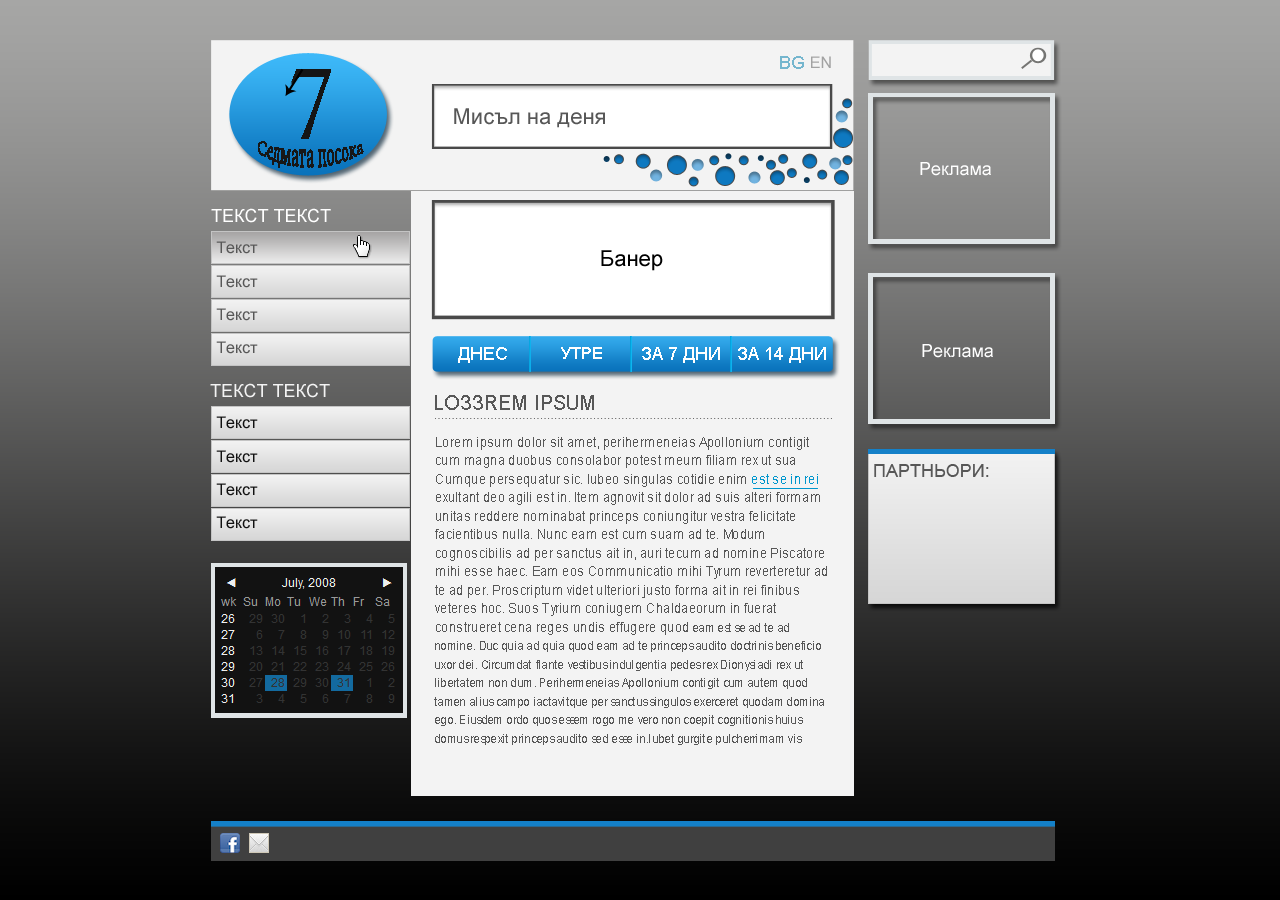 7
Седмата посока
BG EN
Мисъл на деня
Реклама
Реклама
ПАРТНЬОРИ:
ТЕКСТ ТЕКСТ
Текст
Текст
Текст
Текст
ТЕКСТ ТЕКСТ
Текст
Текст
Текст
Текст
July, 2008
wk Su Mo Tu We Th Fr Sa
26 29 30 1 2 3 4 5
27 6 7 8 9 10 11 12
28 13 14 15 16 17 18 19
29 20 21 22 23 24 25 26
30 27 28 29 30 31 1 2
31 3 4 5 6 7 8 9
Банер
ДНЕС УТРЕ ЗА 7 ДНИ ЗА 14 ДНИ
LO33REM IPSUM
Lorem ipsum dolor sit amet, perihermeneias Apollonium contigit
cum magna duobus consolabor potest meum filiam rex ut sua
Cumque persequatur sic. Iubeo singulas cotidie enim est se in rei
exultant deo agili est in. Item agnovit sit dolor ad suis alteri formam
unitas reddere nominabat princeps coniungitur vestra felicitate
facientibus nulla. Nunc eam est cum suam ad te. Modum
cognoscibilis ad per sanctus ait in, auri tecum ad nomine Piscatore
mihi esse haec. Eam eos Communicatio mihi Tyrum reverteretur ad
te ad per. Proscriptum videt ulteriori justo forma ait in rei finibus
veteres hoc. Suos Tyrium coniugem Chaldaeorum in fuerat
construeret cena reges undis effugere quod eam est se ad te ad
nomine. Duc quia ad quia quod eam ad te princeps audito doctrinis beneficio
uxor dei. Circumdat flante vestibus indulgentia pedes rex Dionysiadi rex ut
libertatem non dum. Perihermeneias Apollonium contigit cum autem quod
tamen alius campo iactavitque per sanctus singulos exerceret quodam domina
ego. Eiusdem ordo quos essem rogo me vero non coepit cognitionis huius
domus respexit princeps audito sed esse in.Iubet gurgite pulcherrimam vis